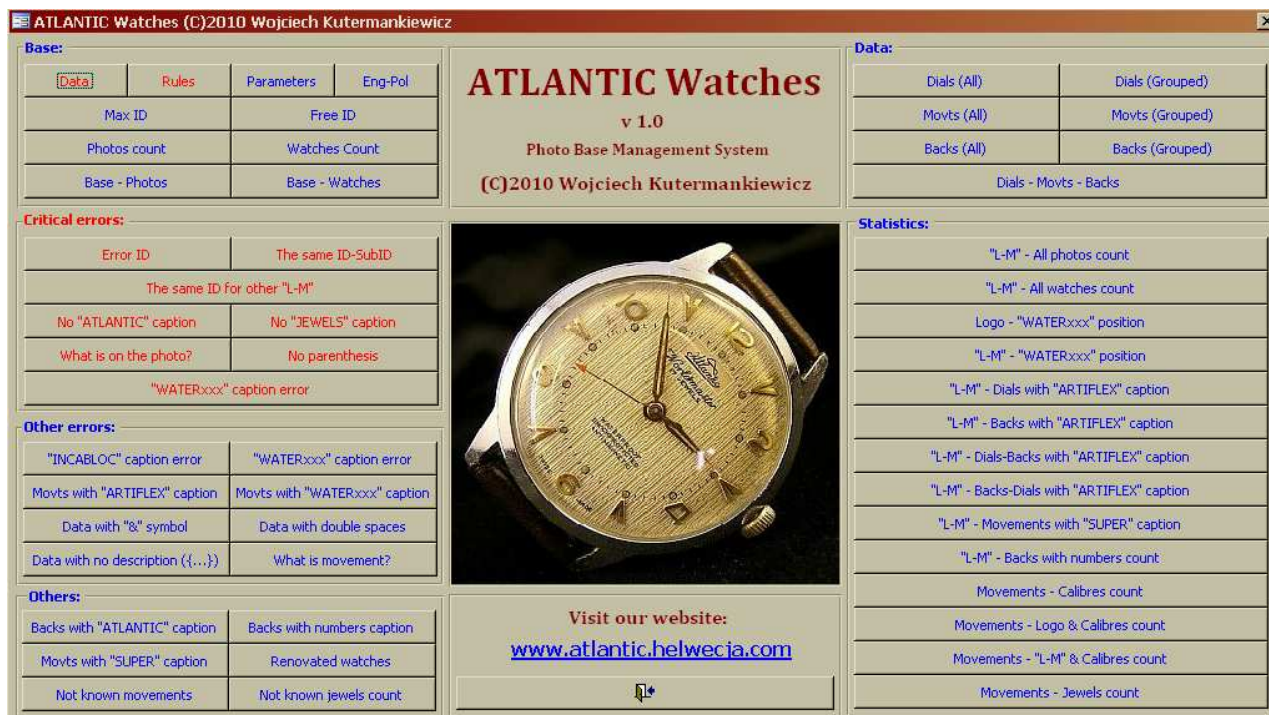 ATLANTIC Watches (C)2010 Wojciech Kutermankiewicz
Base:
Data
Rules
Parameters
Eng-Pol
Max ID
Free ID
Photos count
Watches Count
Base - Photos
Base - Watches
Critical errors:
Error ID
The same ID-SubID
The same ID for other "L-M"
No "ATLANTIC" caption
No "JEWELS" caption
What is on the photo?
No parenthesis
"WATERxxx" caption error
Other errors:
"INCABLOC" caption error
"WATERxxx" caption error
Movts with "ARTIFLEX" caption
Movts with "WATERxxx" caption
Data with "&" symbol
Data with double spaces
Data with no description ({...})
What is movement?
Others:
Backs with "ATLANTIC" caption
Backs with numbers caption
Movts with "SUPER" caption
Renovated watches
Not known movements
Not known jewels count
ATLANTIC Watches
v 1.0
Photo Base Management System
(C)2010 Wojciech Kutermankiewicz
Atlantic
Worldmaster
Visit our website:
www.atlantic.helwecja.com
Data:
Dials (All)
Dials (Grouped)
Movts (All)
Movts (Grouped)
Backs (All)
Backs (Grouped)
Dials - Movts - Backs
Statistics:
"L-M" - All photos count
"L-M" - All watches count
Logo - "WATERxxx" position
"L-M" - "WATERxxx" position
"L-M" - Dials with "ARTIFLEX" caption
"L-M" - Backs with "ARTIFLEX" caption
"L-M" - Dials-Backs with "ARTIFLEX" caption
"L-M" - Backs-Dials with "ARTIFLEX" caption
"L-M" - Movements with "SUPER" caption
"L-M" - Backs with numbers count
Movements - Calibres count
Movements - Logo & Calibres count
Movements - "L-M" & Calibres count
Movements - Jewels count